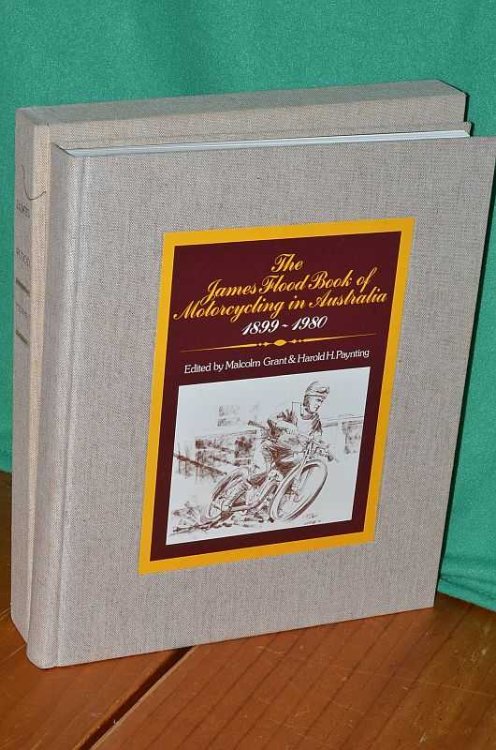 The
James Flood Book of
Motorcycling in Australia
1899 ~ 1980
Edited by Malcolm Grant & Harold H. Paynting